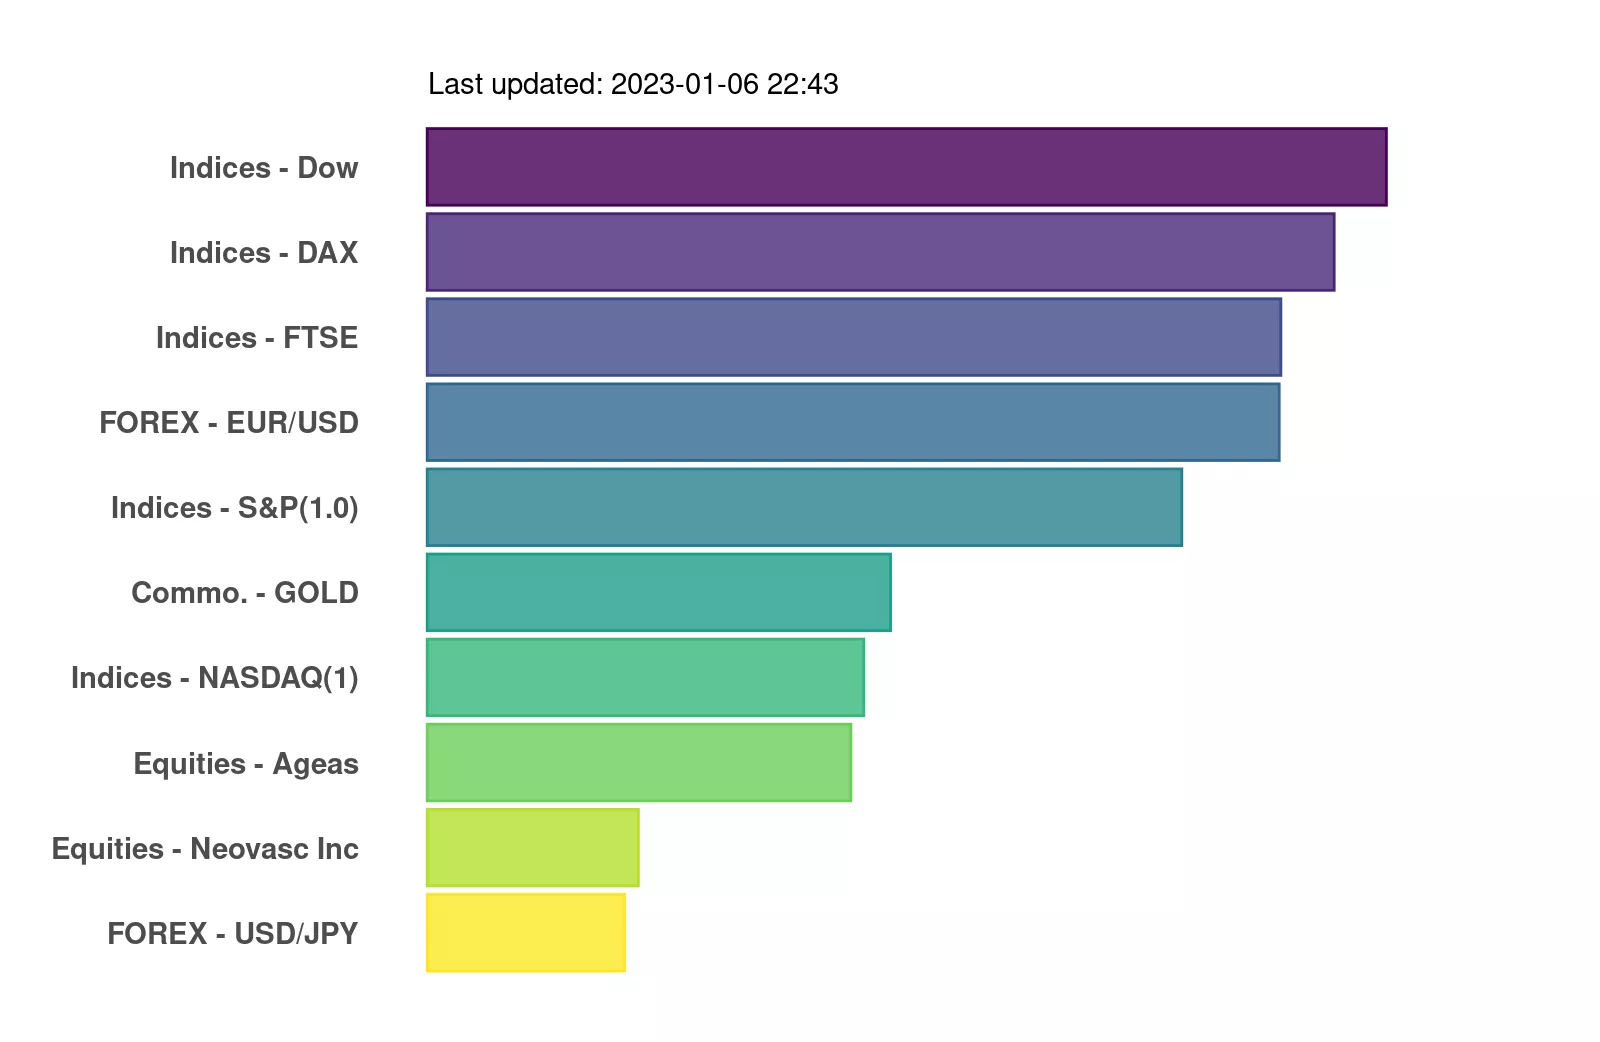 Last updated: 2023-01-06 22:43
Indices - Dow
Indices - DAX
Indices - FTSE
FOREX - EUR/USD
Indices - S&P(1.0)
Commo. - GOLD
Indices - NASDAQ(1)
Equities - Ageas
Equities - Neovasc Inc
FOREX - USD/JPY